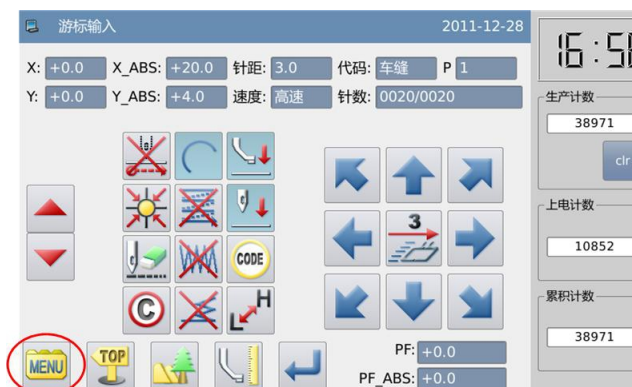 游标输入 2011-12-28
X: +0.0 X_ABS: +20.0 针距: 3.0 代码: 车缝 P 1
Y: +0.0 Y_ABS: +4.0 速度: 高速 针数: 0020/0020
生产计数
38971
clr
上电计数
10852
累积计数
38971
3
CODE
C
H
L
MENU
TOP
PF: +0.0
PF_ABS: +0.0